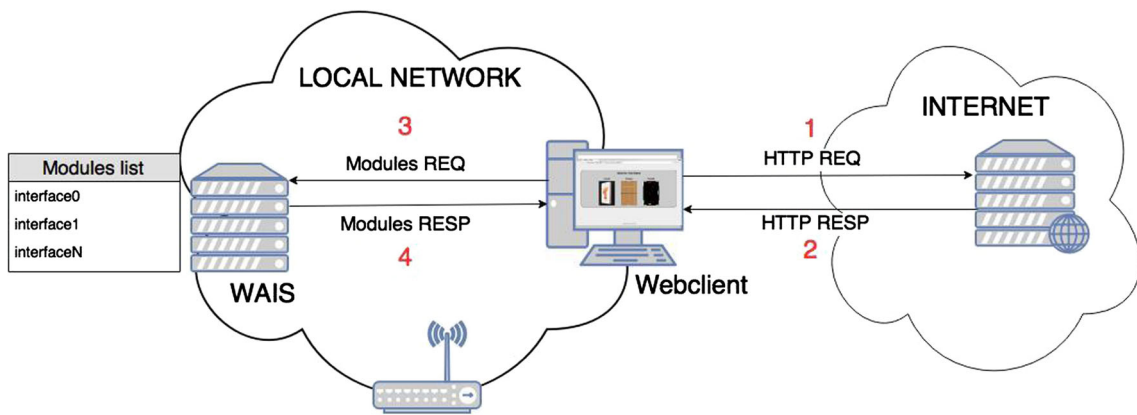 LOCAL NETWORK
INTERNET
3
1
Modules list
Modules REQ
HTTP REQ
interface0
interface1
Modules RESP
HTTP RESP
interfaceN
4
2
WAIS
Webclient